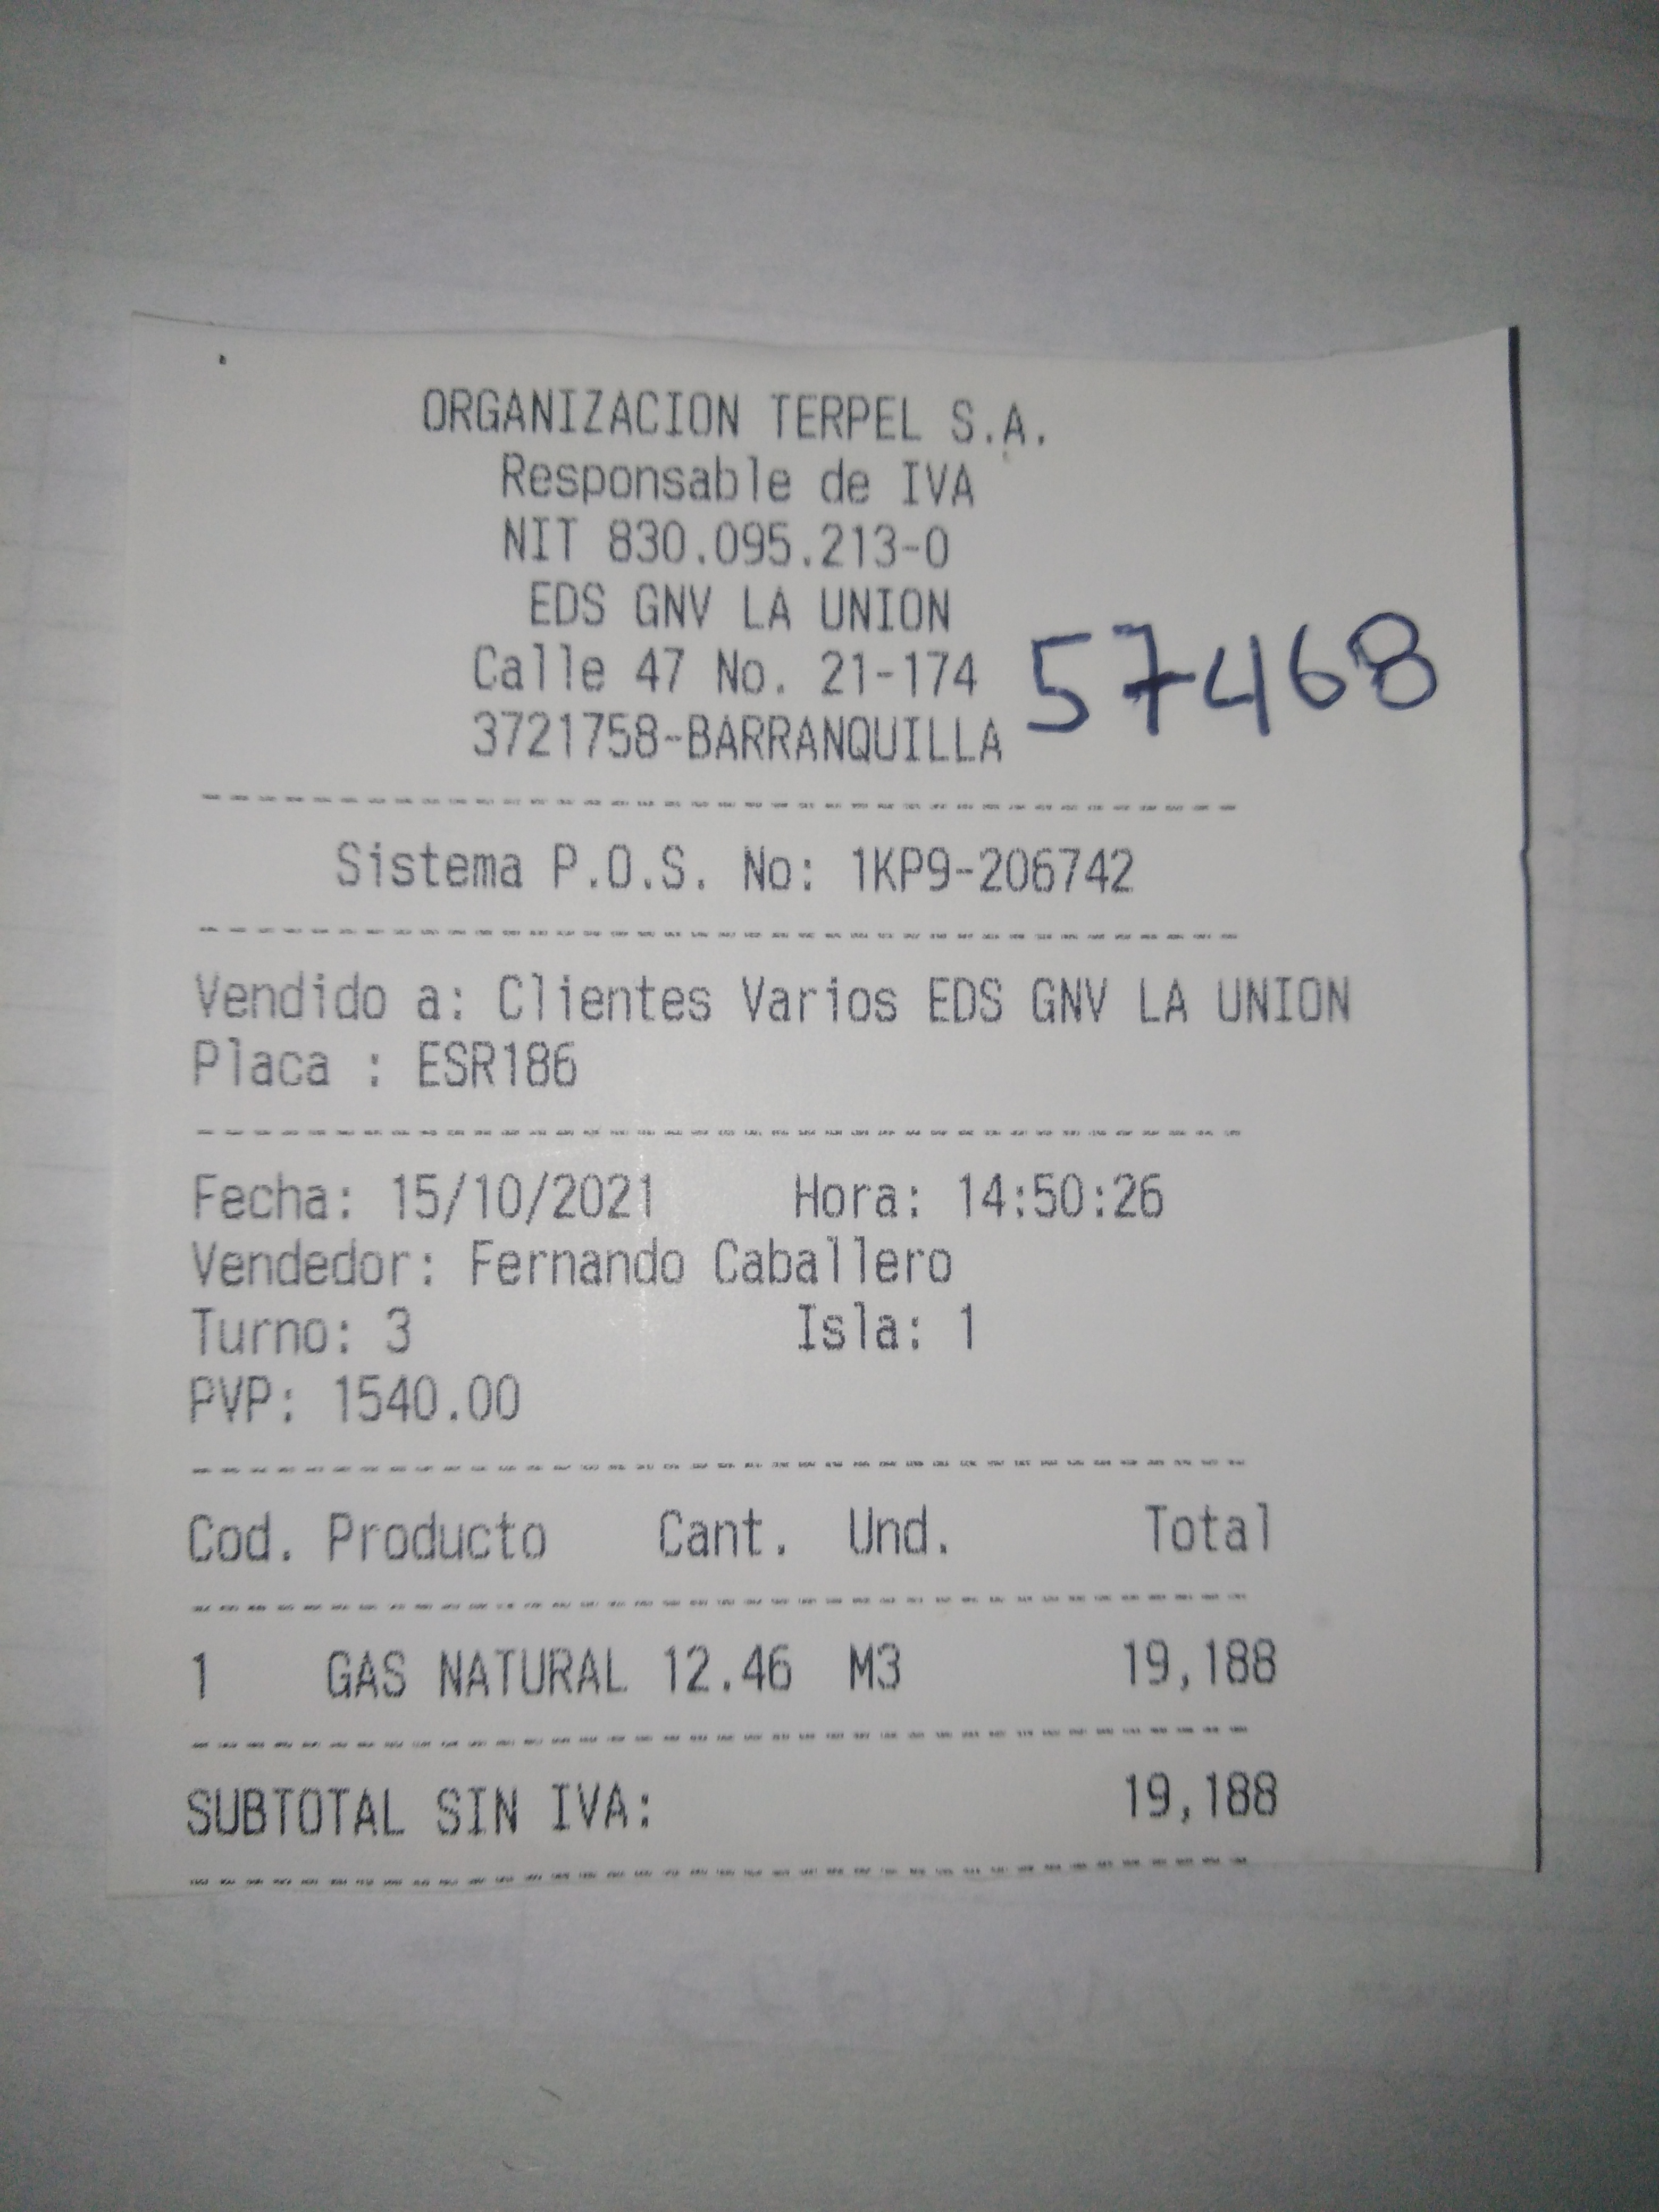 ORGANIZACION TERPEL S.A.
Responsable de IVA
NIT 830.095.213-0
EDS GNV LA UNION
Calle 47 No. 21-174
57468
3721758-BARRANQUILLA
Sistema P.O.S. No: 1KP9-206742
Vendido a: Clientes Varios EDS GNV LA UNION
Placa : ESR186
Fecha: 15/10/2021 Hora: 14:50:26
Vendedor: Fernando Caballero
Turno: 3 Isla: 1
PVP: 1540.00
Cod. Producto Cant. Und. Total
1 GAS NATURAL 12.46 M3 19,188
SUBTOTAL SIN IVA: 19,188